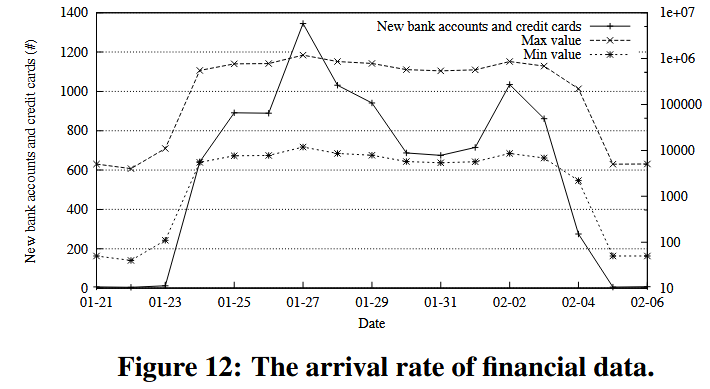 1400
1200
1000
800
600
400
200
0
New bank accounts and credit cards (#)
New bank accounts and credit cards
Max value
Min value
1e+07
1e+06
100000
10000
1000
100
10
01-21 01-23 01-25 01-27 01-29 01-31 02-02 02-04 02-06
Date
Figure 12: The arrival rate of financial data.